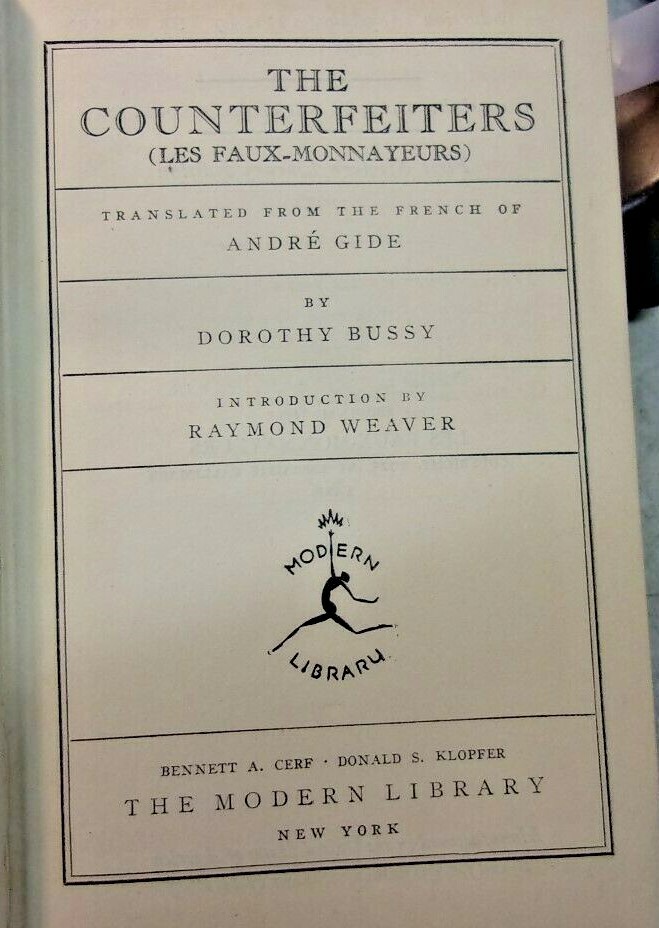 THE
COUNTERFEITERS
(LES FAUX-MONNAYEURS)
TRANSLATED FROM THE FRENCH OF
ANDRÉ GIDE
BY
DOROTHY BUSSY
INTRODUCTION BY
RAYMOND WEAVER
MODERN
LIBRARY
BENNETT A. CERF · DONALD S. KLOPFER
THE MODERN LIBRARY
NEW YORK